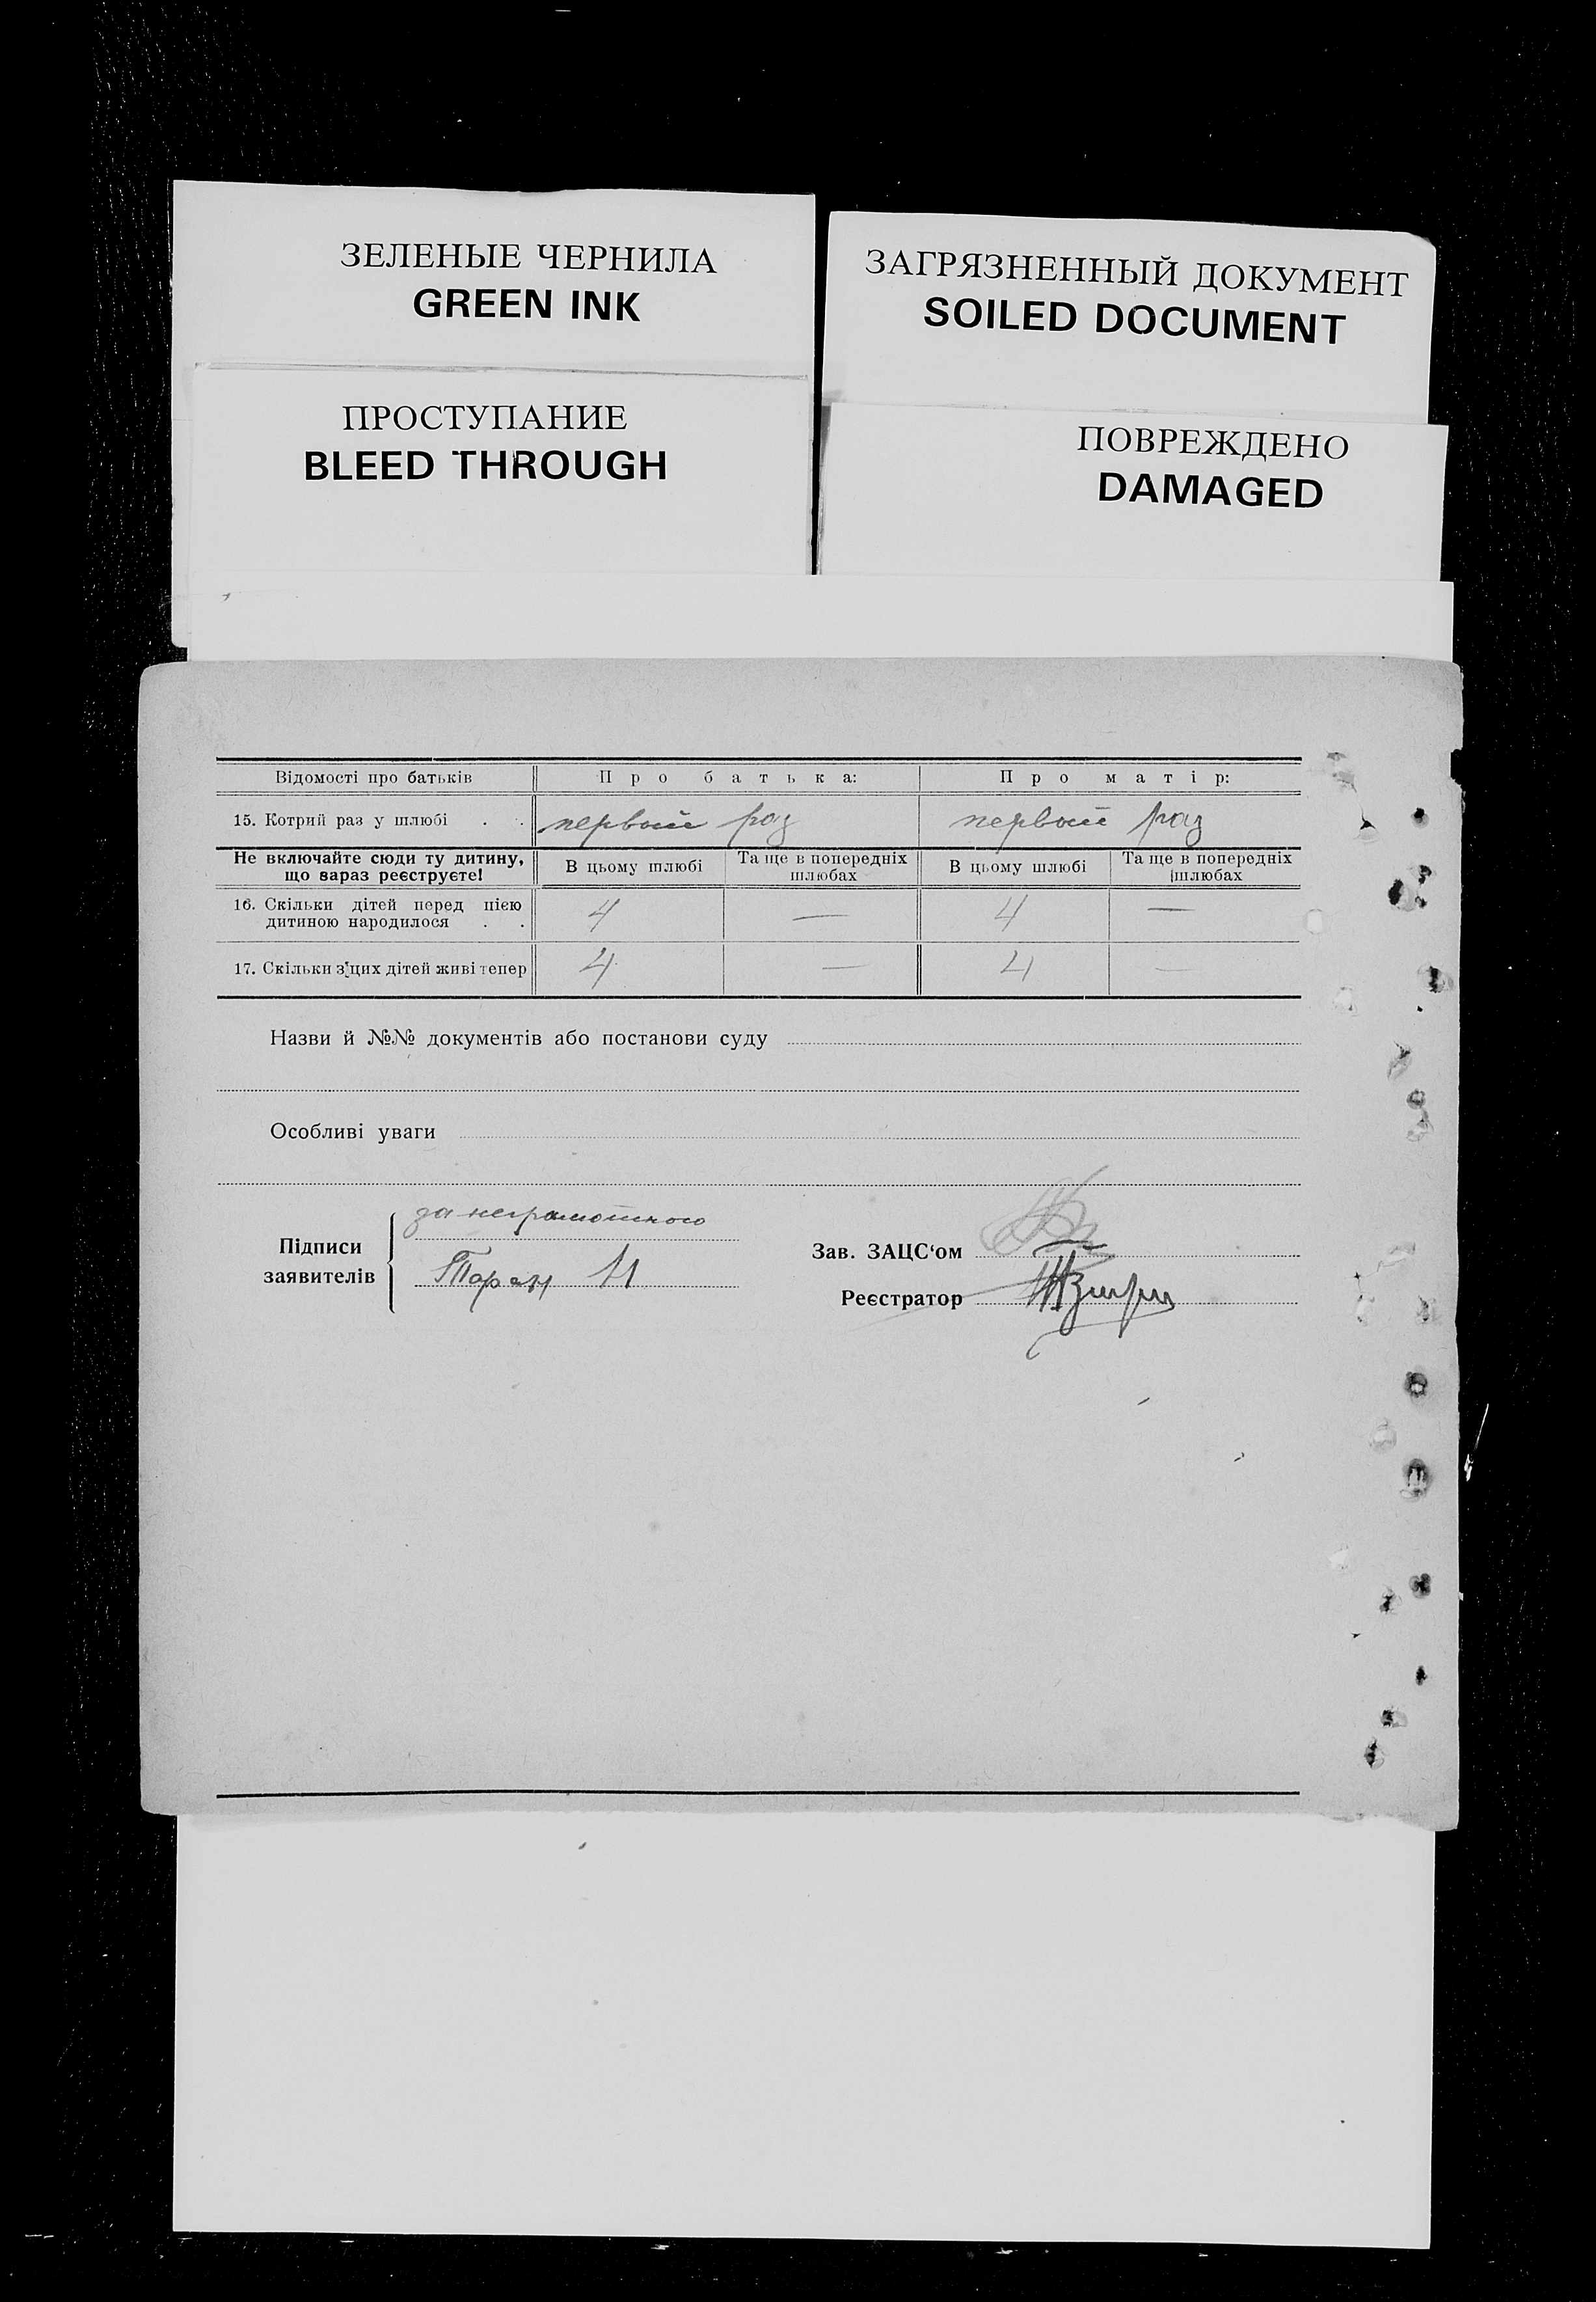 ЗЕЛЕНЫЕ ЧЕРНИЛА
GREEN INK
ЗАГРЯЗНЕННЫЙ ДОКУМЕНТ
SOILED DOCUMENT
ПРОСТУПАНИЕ
BLEED THROUGH
ПОВРЕЖДЕНО
DAMAGED
Відомості про батьків Про батька: Про матір:
15. Котрий раз у шлюбі . . первый раз первый раз
Не включайте сюди ту дитину, що зараз реєструєте! В цьому шлюбі Та ще в попередніх шлюбах В цьому шлюбі Та ще в попередніх шлюбах
16. Скільки дітей перед цією
дитиною народилося . . 4 — 4 —
17. Скільки з цих дітей живі тепер 4 — 4 —
Назви й №№ документів або постанови суду
Особливі уваги
Підписи заявителів
за неграмотного
Таран Н
Зав. ЗАЦС‘ом
Реєстратор